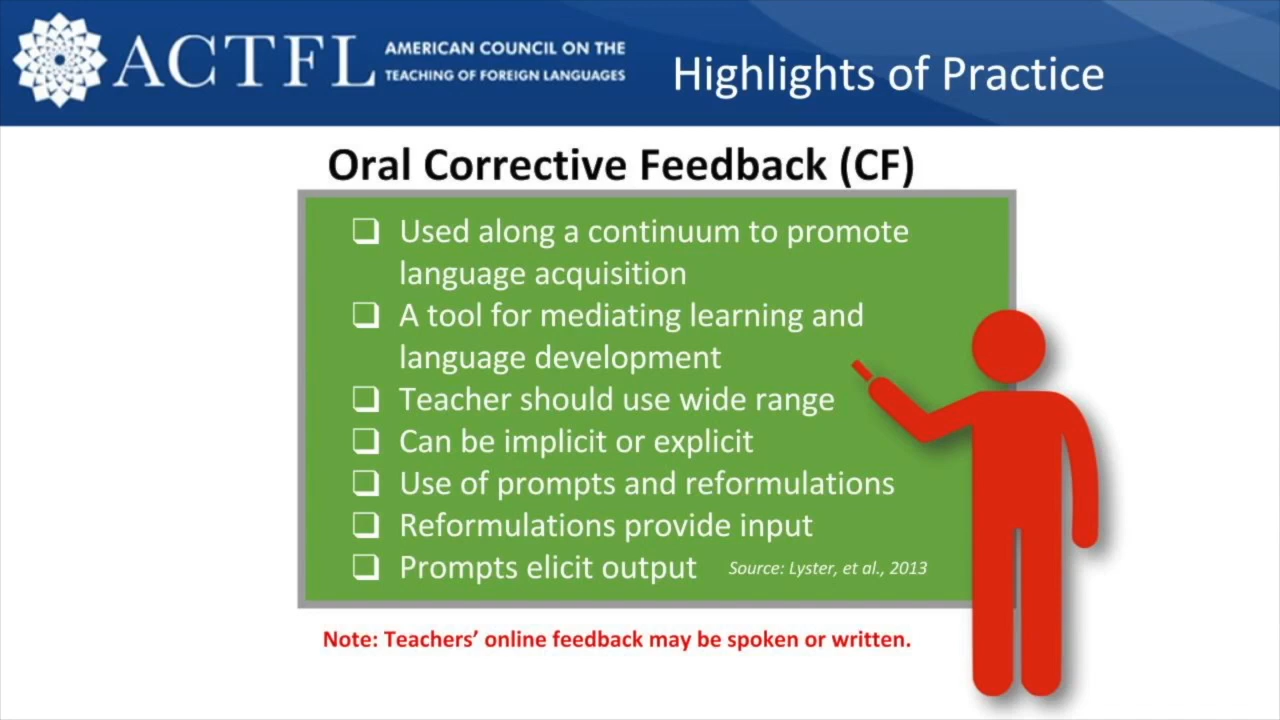 ACTFL
AMERICAN COUNCIL ON THE
TEACHING OF FOREIGN LANGUAGES
Highlights of Practice
Oral Corrective Feedback (CF)
❑ Used along a continuum to promote
language acquisition
❑ A tool for mediating learning and
language development
❑ Teacher should use wide range
❑ Can be implicit or explicit
❑ Use of prompts and reformulations
❑ Reformulations provide input
❑ Prompts elicit output Source: Lyster, et al., 2013
Note: Teachers’ online feedback may be spoken or written.